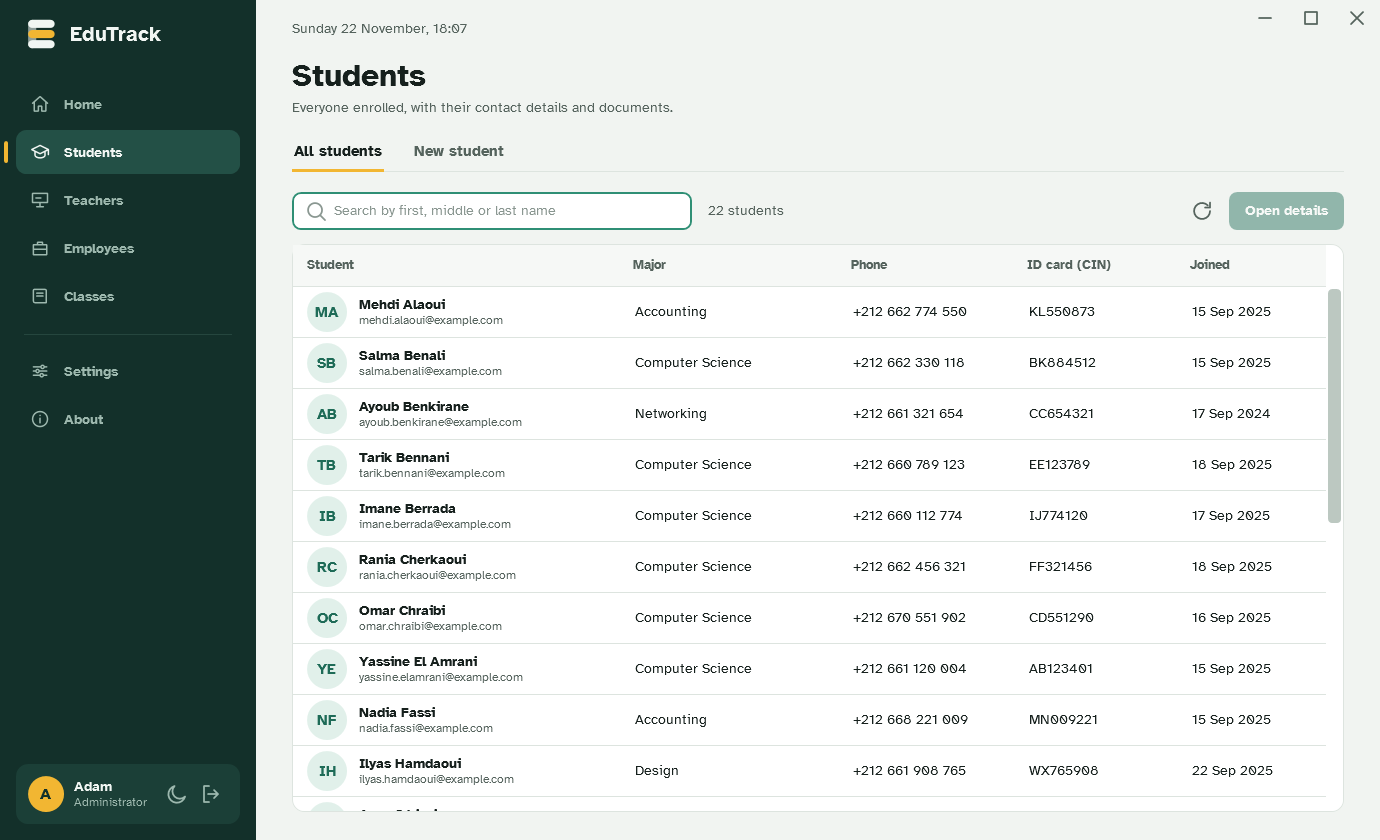 EduTrack
Home
Students
Teachers
Employees
Classes
Settings
About
A
Adam
Administrator
Sunday 22 November, 18:07
Students
Everyone enrolled, with their contact details and documents.
All students New student
Search by first, middle or last name 22 students Open details
Student Major Phone ID card (CIN) Joined
MA Mehdi Alaoui Accounting +212 662 774 550 KL550873 15 Sep 2025
mehdi.alaoui@example.com
SB Salma Benali Computer Science +212 662 330 118 BK884512 15 Sep 2025
salma.benali@example.com
AB Ayoub Benkirane Networking +212 661 321 654 CC654321 17 Sep 2024
ayoub.benkirane@example.com
TB Tarik Bennani Computer Science +212 660 789 123 EE123789 18 Sep 2025
tarik.bennani@example.com
IB Imane Berrada Computer Science +212 660 112 774 IJ774120 17 Sep 2025
imane.berrada@example.com
RC Rania Cherkaoui Computer Science +212 662 456 321 FF321456 18 Sep 2025
rania.cherkaoui@example.com
OC Omar Chraibi Computer Science +212 670 551 902 CD551290 16 Sep 2025
omar.chraibi@example.com
YE Yassine El Amrani Computer Science +212 661 120 004 AB123401 15 Sep 2025
yassine.elamrani@example.com
NF Nadia Fassi Accounting +212 668 221 009 MN009221 15 Sep 2025
nadia.fassi@example.com
IH Ilyas Hamdaoui Design +212 661 908 765 WX765908 22 Sep 2025
ilyas.hamdaoui@example.com